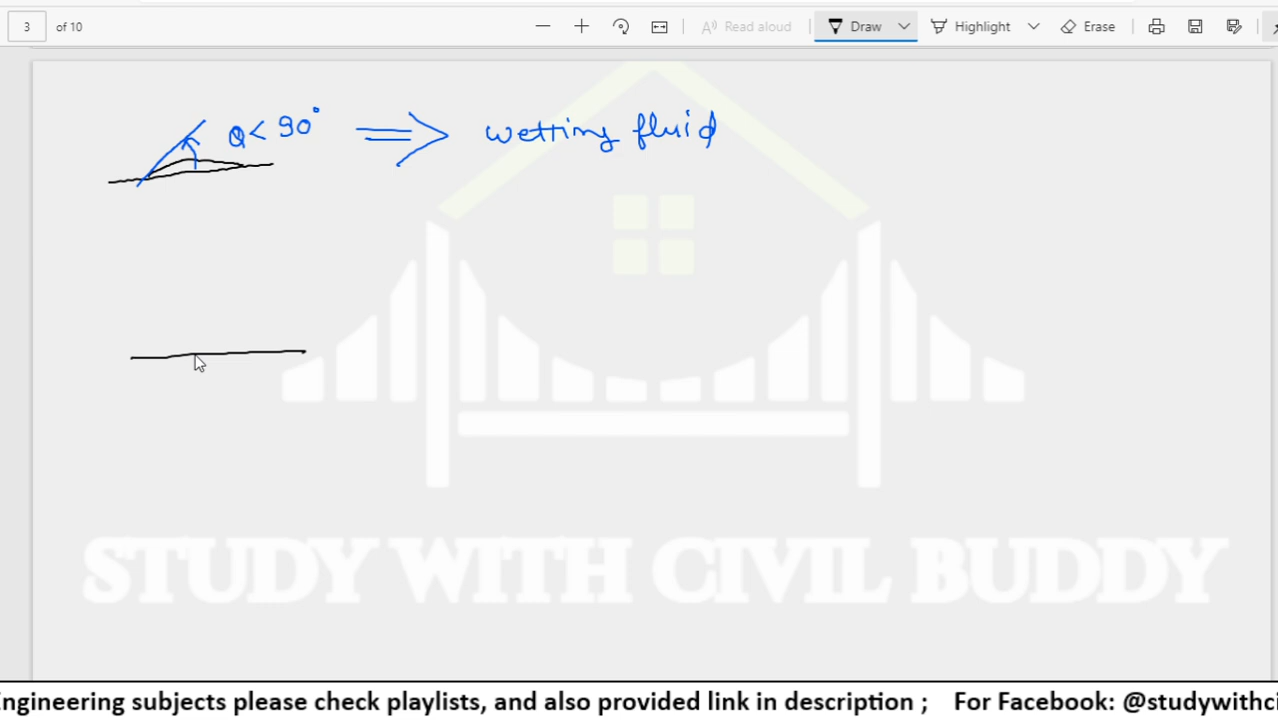 3 of 10 Read aloud Draw Highlight Erase
θ < 90° ⟹ wetting fluid
STUDY WITH CIVIL BUDDY
Engineering subjects please check playlists, and also provided link in description ; For Facebook: @studywithci